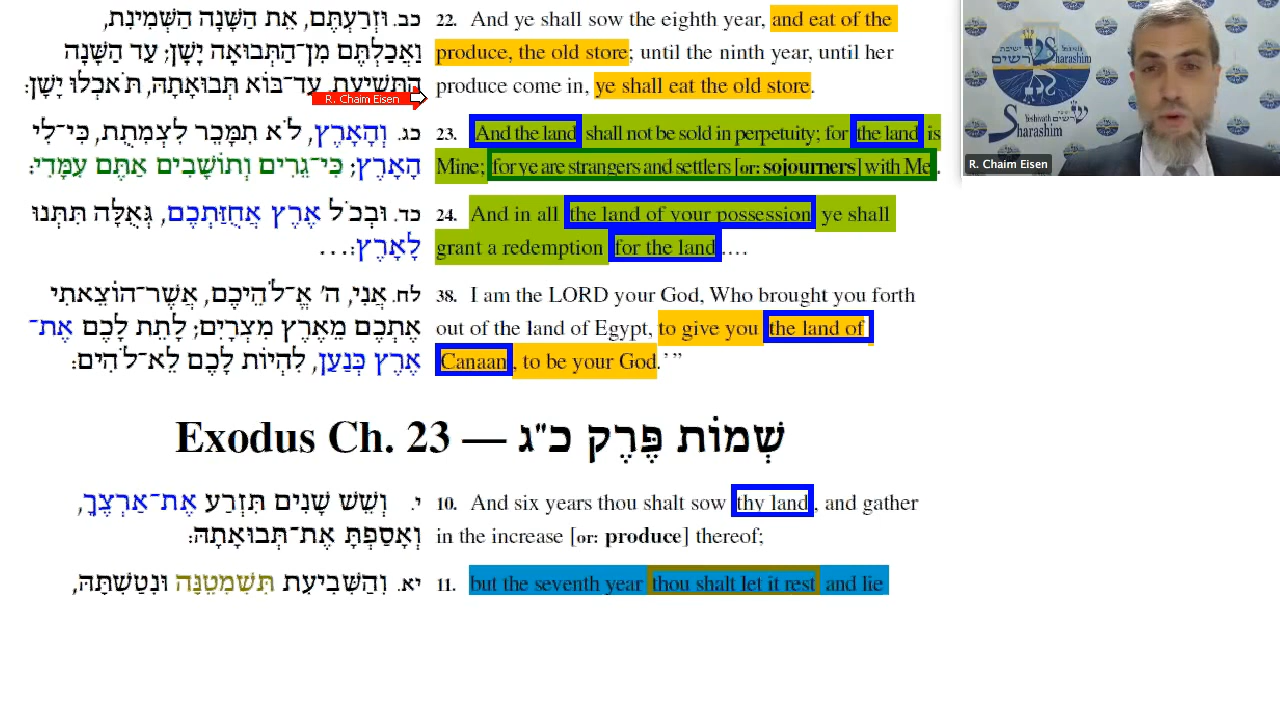 כב. וּזְרַעְתֶּם, אֵת הַשָּׁנָה הַשְּׁמִינִת,
22. And ye shall sow the eighth year, and eat of the
וַאֲכַלְתֶּם מִן־הַתְּבוּאָה יָשָׁן; עַד הַשָּׁנָה
produce, the old store; until the ninth year, until her
הַתְּשִׁיעִת, עַד־בּוֹא תְּבוּאָתָהּ, תֹּאכְלוּ יָשָׁן:
produce come in, ye shall eat the old store.
R. Chaim Eisen
כג. וְהָאָרֶץ, לֹא תִמָּכֵר לִצְמִתֻת, כִּי־לִי
23. And the land shall not be sold in perpetuity; for the land is
הָאָרֶץ; כִּי־גֵרִים וְתוֹשָׁבִים אַתֶּם עִמָּדִי:
Mine; for ye are strangers and settlers [or: sojourners] with Me.
כד. וּבְכֹל אֶרֶץ אֲחֻזַּתְכֶם, גְּאֻלָּה תִּתְּנוּ
24. And in all the land of your possession ye shall
לָאָרֶץ:...
grant a redemption for the land....
לח. אֲנִי, ה' אֱ־לֹהֵיכֶם, אֲשֶׁר־הוֹצֵאתִי
38. I am the LORD your God, Who brought you forth
אֶתְכֶם מֵאֶרֶץ מִצְרָיִם; לָתֵת לָכֶם אֶת־
out of the land of Egypt, to give you the land of
אֶרֶץ כְּנַעַן, לִהְיוֹת לָכֶם לֵא־לֹהִים:
Canaan, to be your God.’”
Exodus Ch. 23 — שְׁמוֹת פֶּרֶק כ"ג
י. וְשֵׁשׁ שָׁנִים תִּזְרַע אֶת־אַרְצֶךָ,
10. And six years thou shalt sow thy land, and gather
וְאָסַפְתָּ אֶת־תְּבוּאָתָהּ:
in the increase [or: produce] thereof;
יא. וְהַשְּׁבִיעִת תִּשְׁמְטֶנָּה וּנְטַשְׁתָּהּ,
11. but the seventh year thou shalt let it rest and lie
Sharashim
שרשים
Yeshivath
Sharashim
R. Chaim Eisen